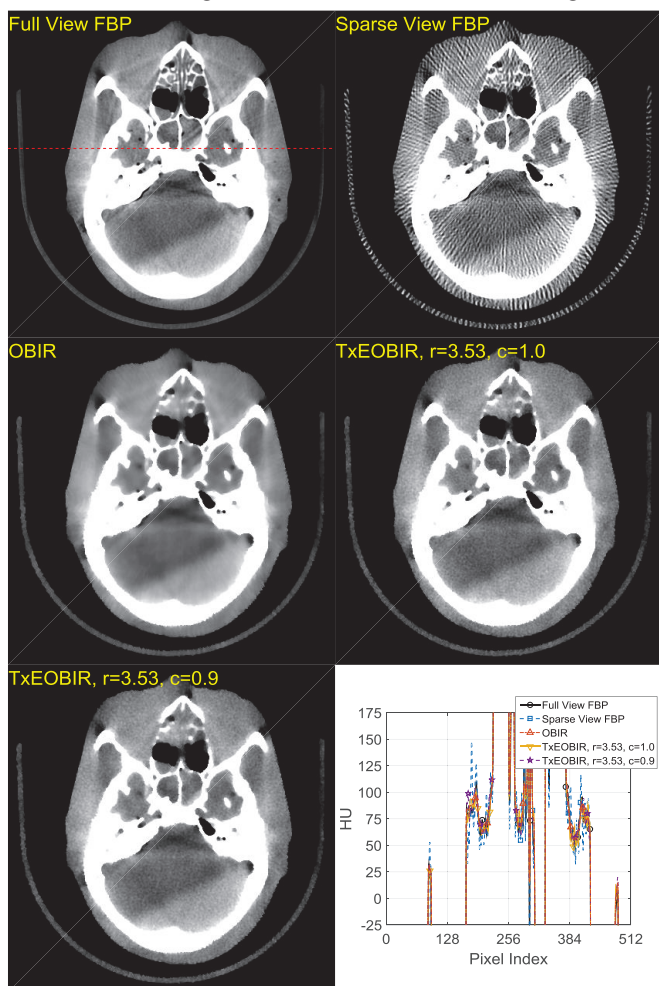 Full View FBP
Sparse View FBP
OBIR
TxEOBIR, r=3.53, c=1.0
TxEOBIR, r=3.53, c=0.9
Full View FBP
Sparse View FBP
OBIR
TxEOBIR, r=3.53, c=1.0
TxEOBIR, r=3.53, c=0.9
175
150
125
100
75
50
25
0
-25
HU
0 128 256 384 512
Pixel Index